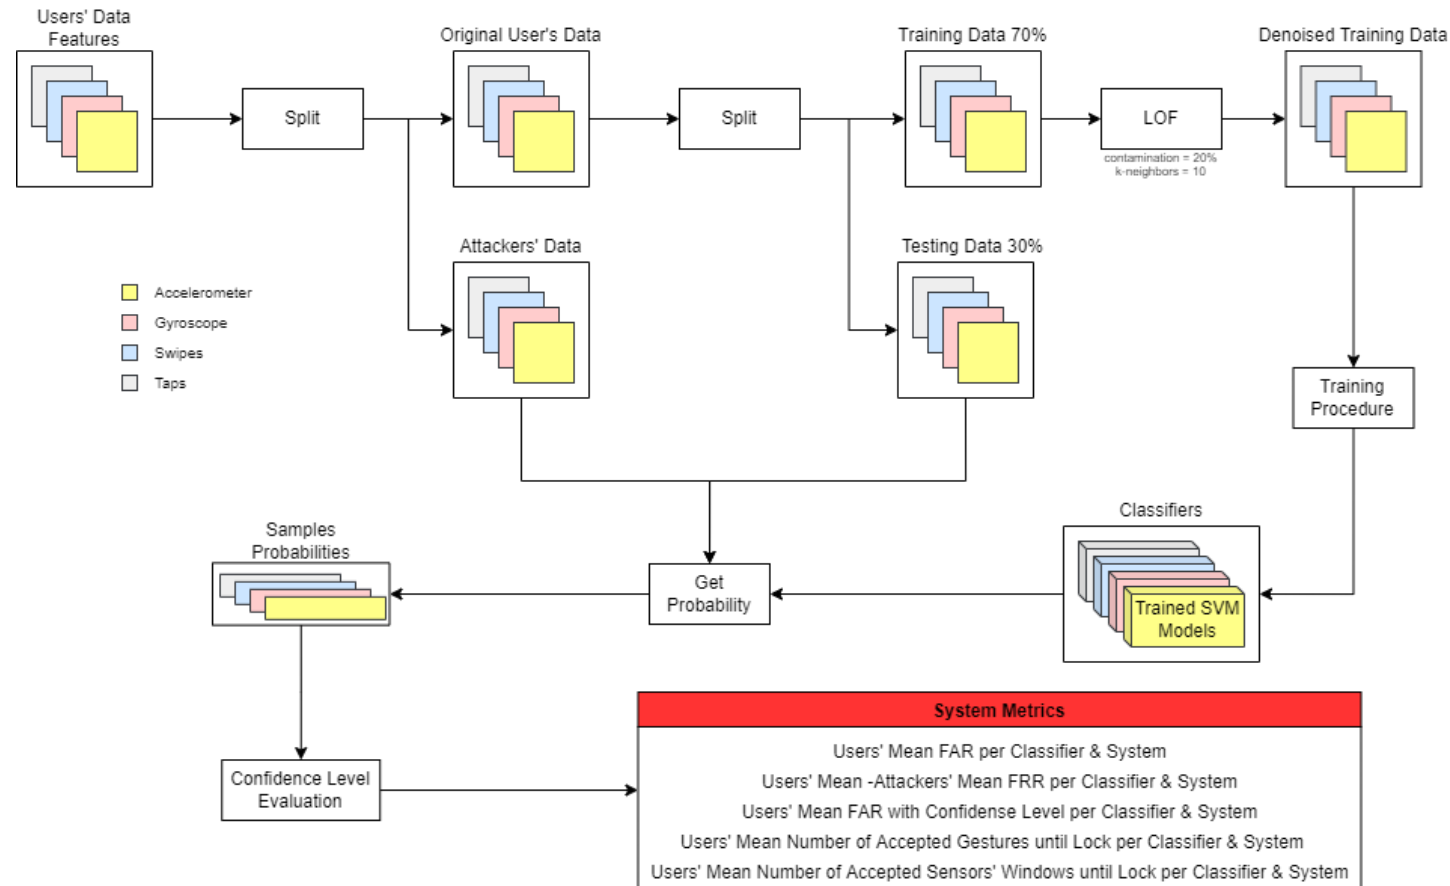 Users' Data
Features
Original User's Data
Training Data 70%
Denoised Training Data
Split
Split
LOF
contamination = 20%
k-neighbors = 10
Attackers' Data
Testing Data 30%
Accelerometer
Gyroscope
Swipes
Taps
Training
Procedure
Classifiers
Trained SVM
Models
Samples
Probabilities
Get
Probability
Confidence Level
Evaluation
System Metrics
Users' Mean FAR per Classifier & System
Users' Mean -Attackers' Mean FRR per Classifier & System
Users' Mean FAR with Confidense Level per Classifier & System
Users' Mean Number of Accepted Gestures until Lock per Classifier & System
Users' Mean Number of Accepted Sensors' Windows until Lock per Classifier & System